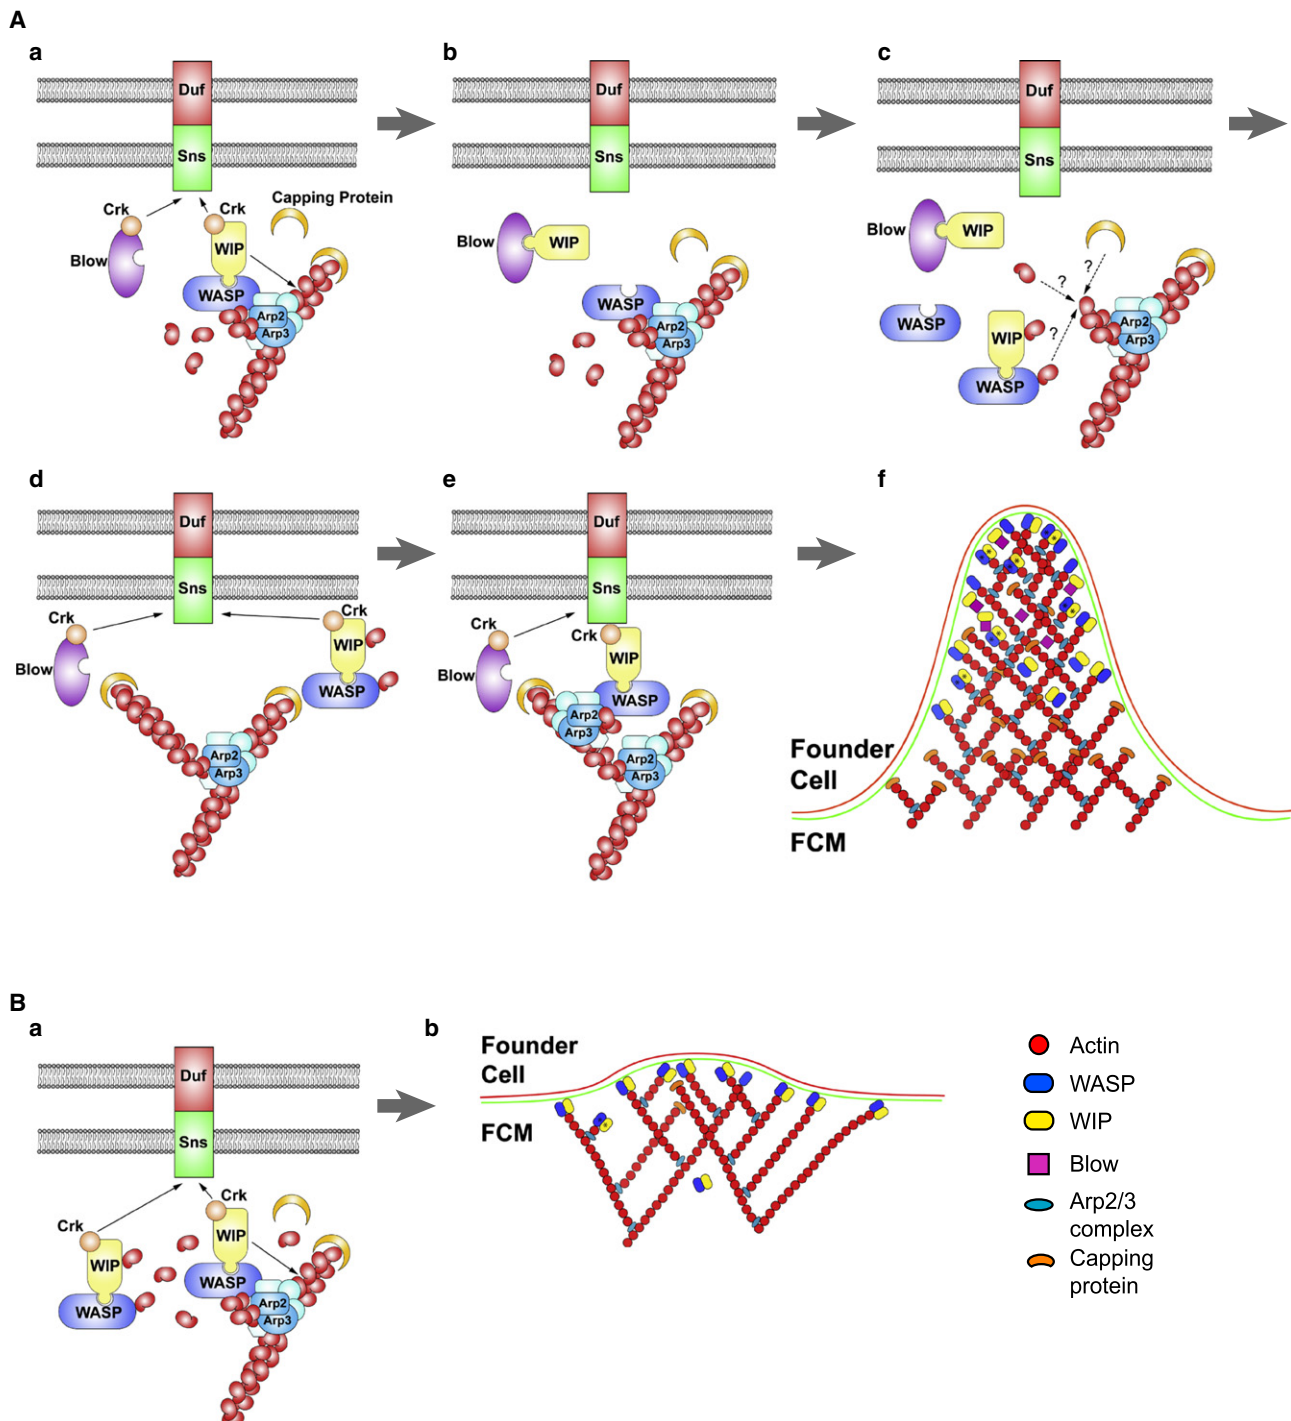 A
a
b
c
Duf
Duf
Duf
Sns
Sns
Sns
Capping Protein
Crk
Crk
WIP
Blow
WASP
Arp2
Arp3
Blow
WIP
WASP
Arp2
Arp3
Blow
WIP
?
?
WASP
WIP
?
WASP
Arp2
Arp3
d
e
f
Duf
Duf
Sns
Sns
Crk
Crk
Blow
WIP
WASP
Arp2
Arp3
Crk
Crk
Blow
WIP
WASP
Arp2
Arp3
Arp2
Arp3
Founder
Cell
FCM
B
a
b
Duf
Sns
Crk
Crk
WIP
WIP
WASP
WASP
Arp2
Arp3
Founder
Cell
FCM
Actin
WASP
WIP
Blow
Arp2/3
complex
Capping
protein